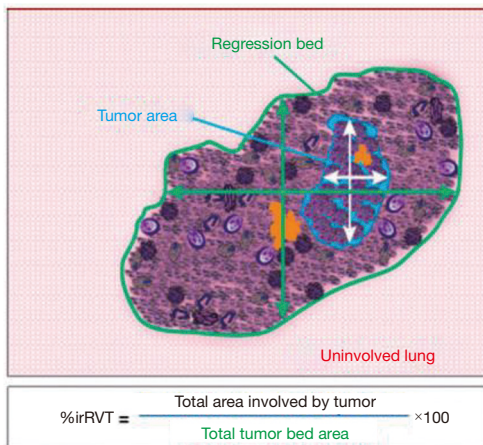 Regression bed
Tumor area
Uninvolved lung
Total area involved by tumor
%irRVT = ×100
Total tumor bed area